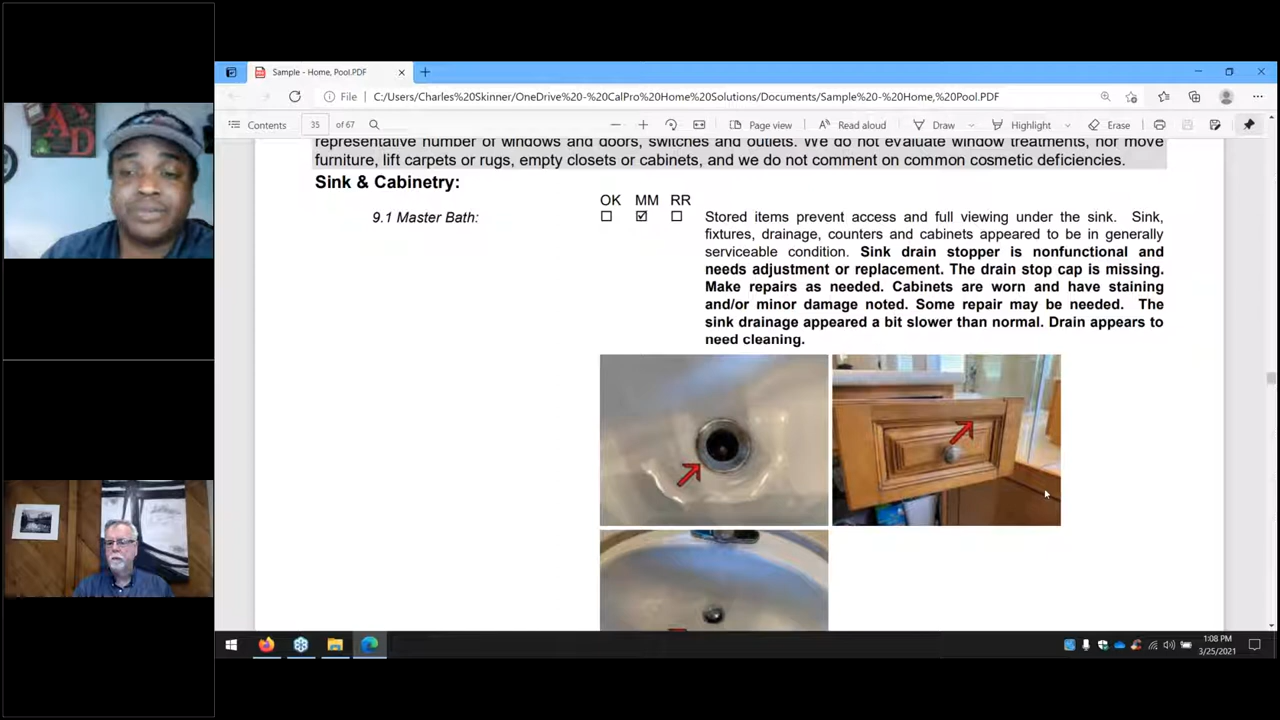 AD
Sample - Home, Pool.PDF
File
C:/Users/Charles%20Skinner/OneDrive%20-%20CalPro%20Home%20Solutions/Documents/Sample%20-%20Home,%20Pool.PDF
Contents
35
of 67
Page view
Read aloud
Draw
Highlight
Erase
representative number of windows and doors, switches and outlets. We do not evaluate window treatments, nor move
furniture, lift carpets or rugs, empty closets or cabinets, and we do not comment on common cosmetic deficiencies.
Sink & Cabinetry:
OK MM RR
9.1 Master Bath:
Stored items prevent access and full viewing under the sink. Sink,
fixtures, drainage, counters and cabinets appeared to be in generally
serviceable condition. Sink drain stopper is nonfunctional and
needs adjustment or replacement. The drain stop cap is missing.
Make repairs as needed. Cabinets are worn and have staining
and/or minor damage noted. Some repair may be needed. The
sink drainage appeared a bit slower than normal. Drain appears to
need cleaning.
1:08 PM
3/25/2021